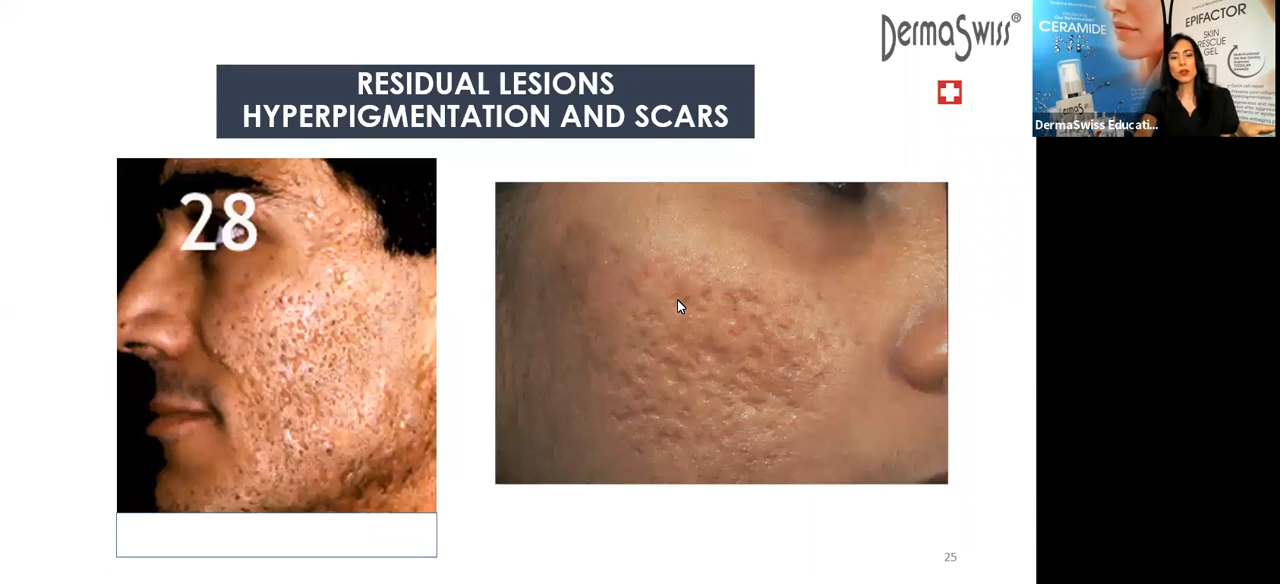 DermaSwiss®
RESIDUAL LESIONS
HYPERPIGMENTATION AND SCARS
28
25
CERAMIDE
EPIFACTOR
SKIN
RESCUE
GEL
DermaSwiss Educati...